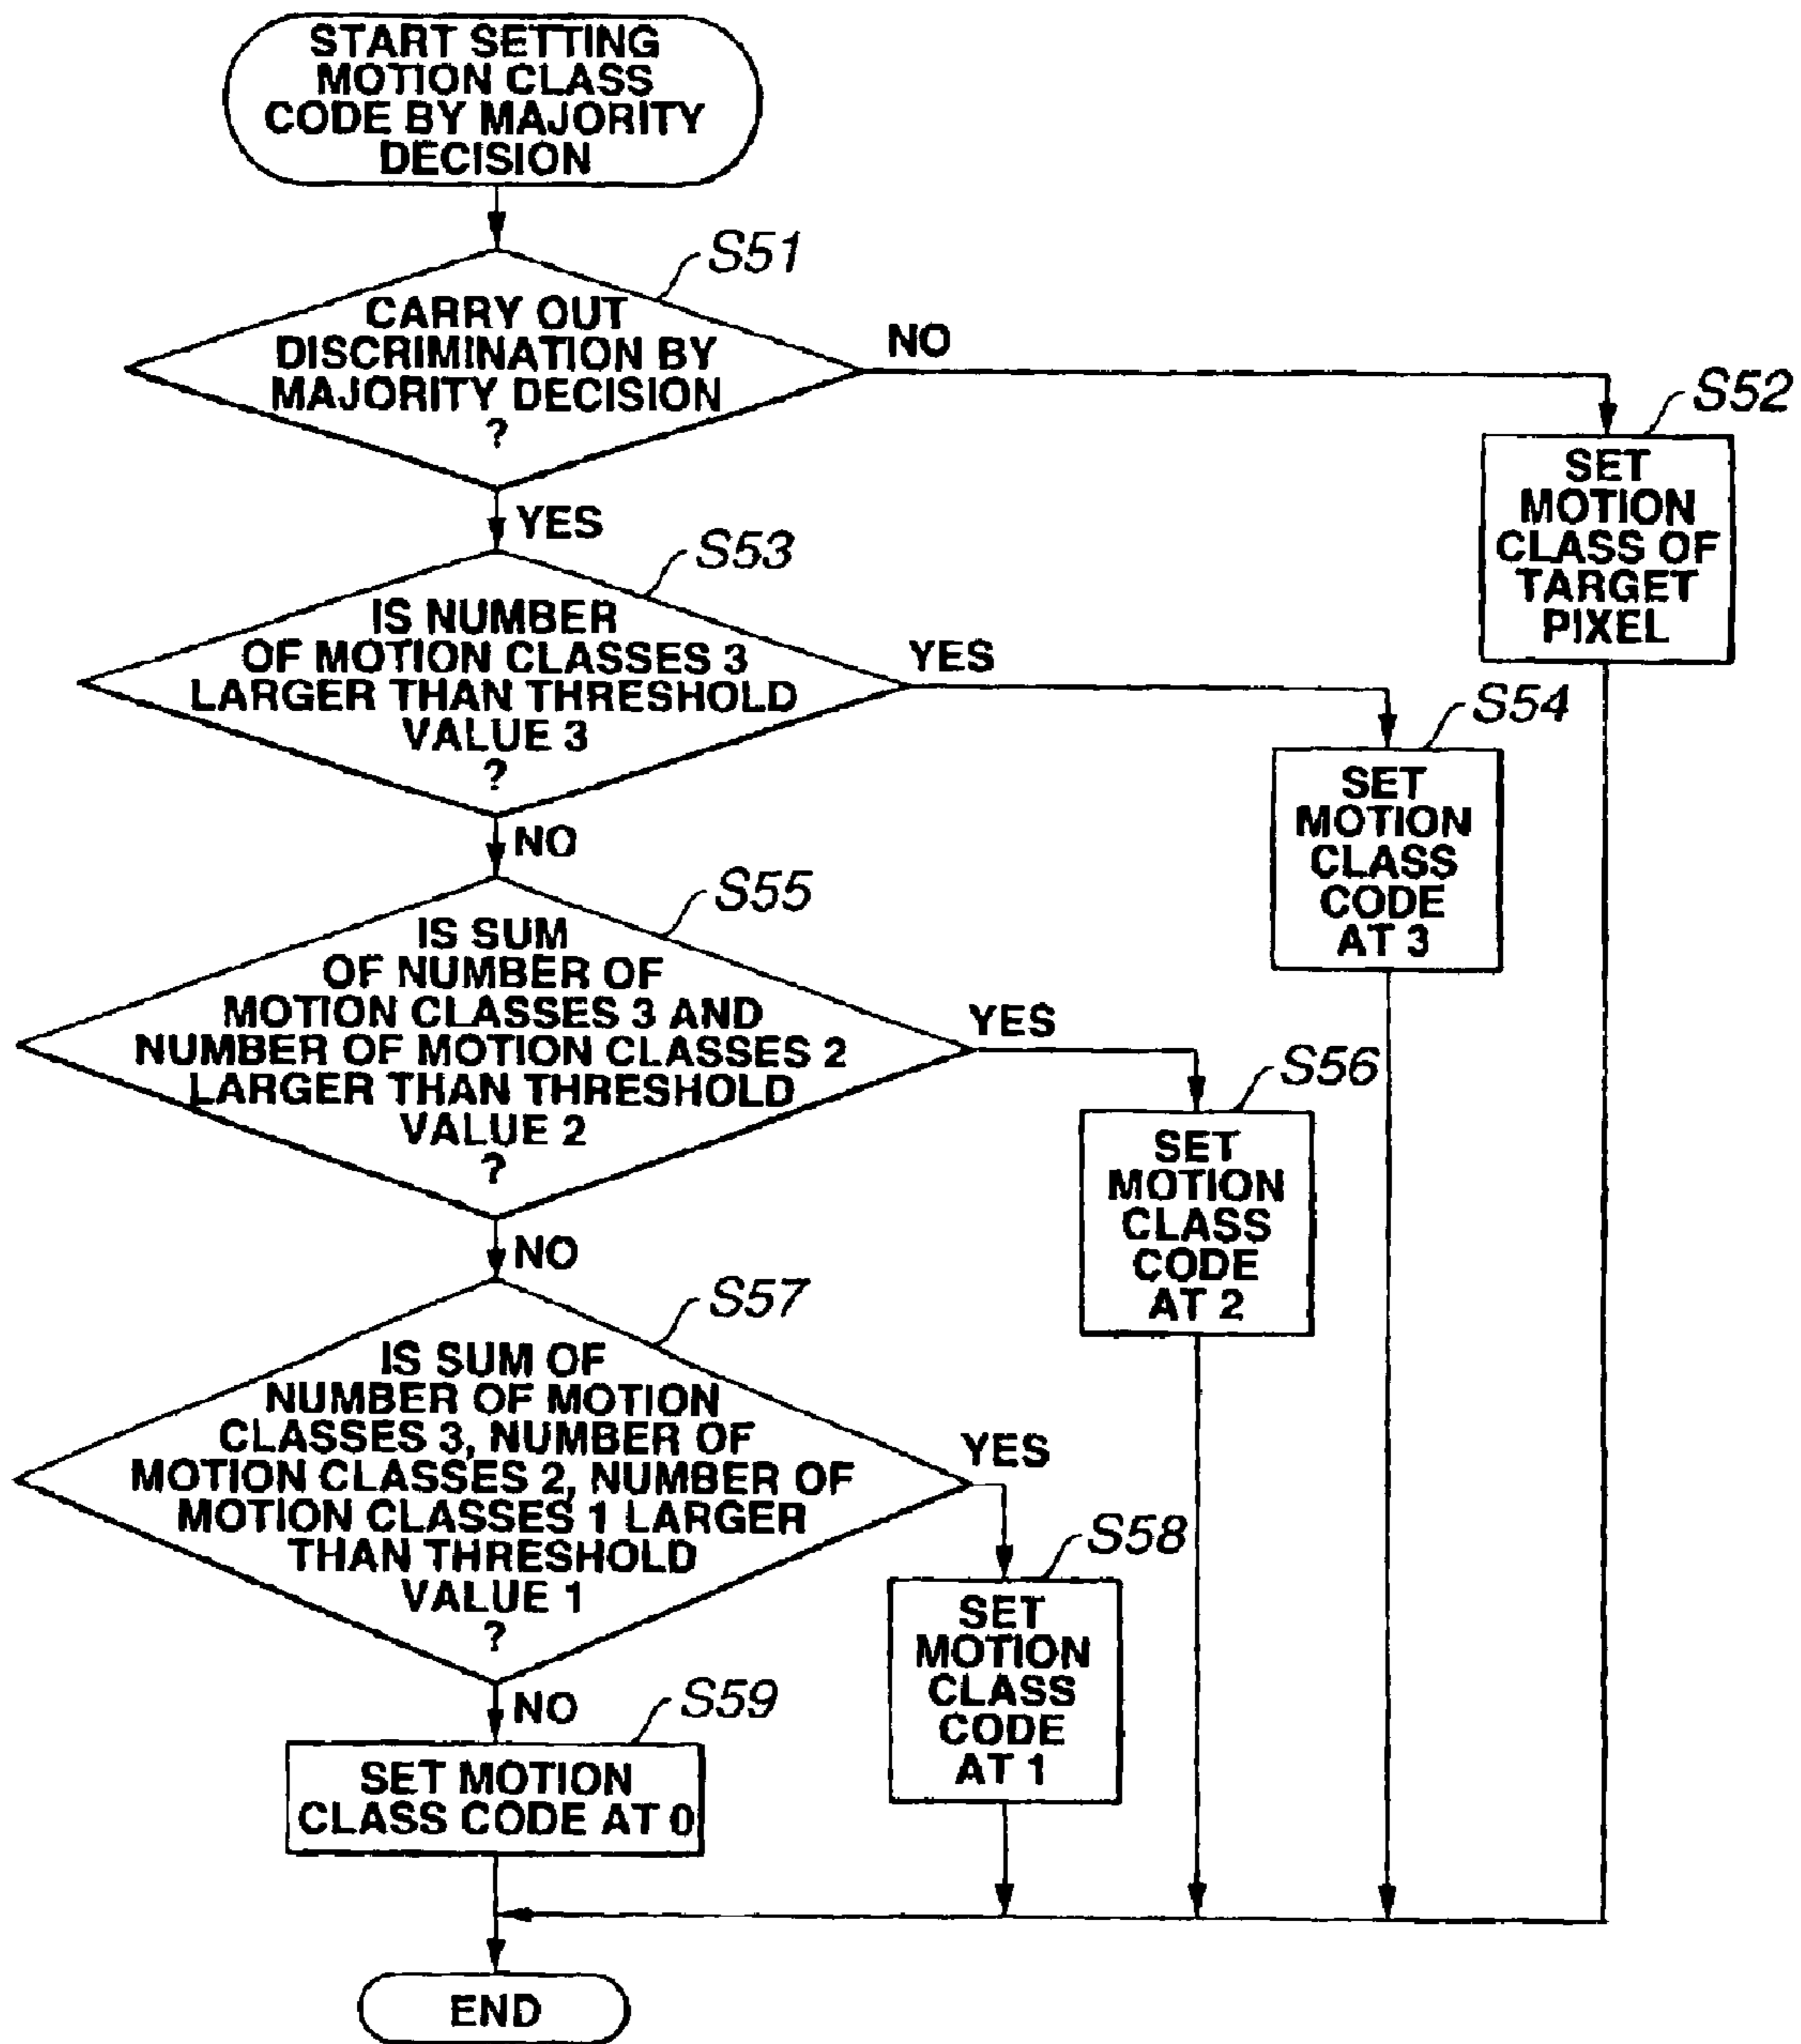 START SETTING
MOTION CLASS
CODE BY MAJORITY
DECISION
S51
CARRY OUT
DISCRIMINATION BY
MAJORITY DECISION
?
NO
S52
SET
MOTION
CLASS OF
TARGET
PIXEL
YES
S53
IS NUMBER
OF MOTION CLASSES 3
LARGER THAN THRESHOLD
VALUE 3
?
YES
S54
SET
MOTION
CLASS
CODE
AT 3
NO
S55
IS SUM
OF NUMBER OF
MOTION CLASSES 3 AND
NUMBER OF MOTION CLASSES 2
LARGER THAN THRESHOLD
VALUE 2
?
YES
S56
SET
MOTION
CLASS
CODE
AT 2
NO
S57
IS SUM OF
NUMBER OF MOTION
CLASSES 3, NUMBER OF
MOTION CLASSES 2, NUMBER OF
MOTION CLASSES 1 LARGER
THAN THRESHOLD
VALUE 1
?
YES
S58
SET
MOTION
CLASS
CODE
AT 1
NO
S59
SET MOTION
CLASS CODE AT 0
END